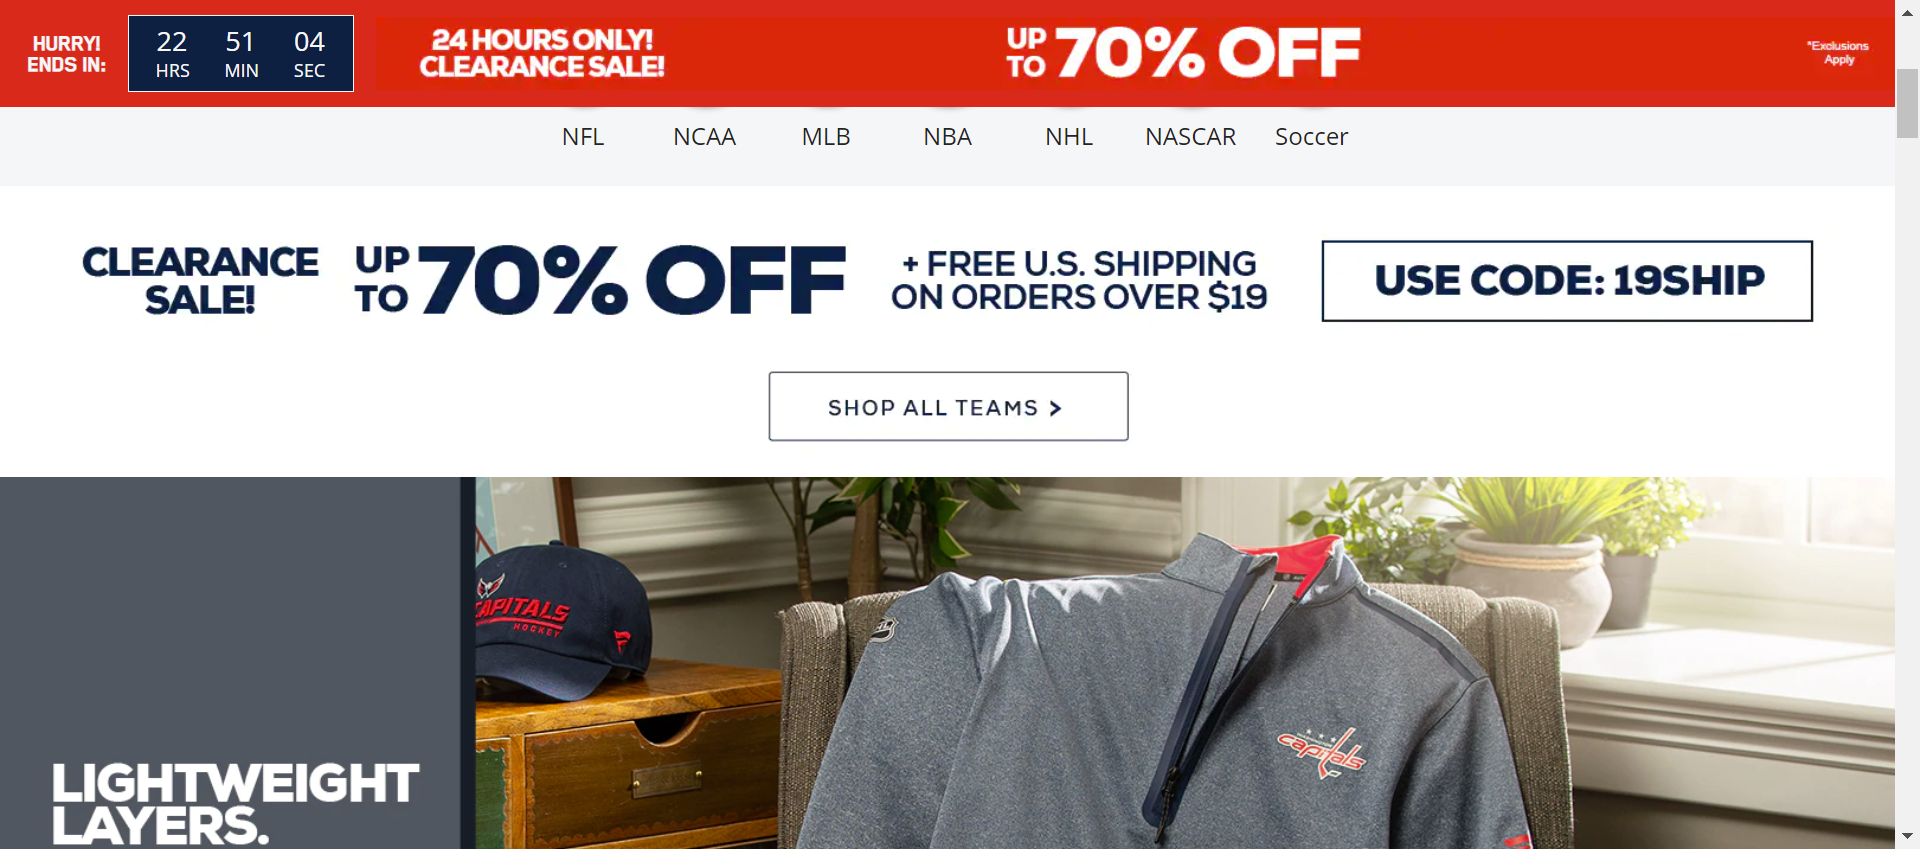 HURRY!
ENDS IN:
22 51 04
HRS MIN SEC
24 HOURS ONLY!
CLEARANCE SALE!
UP TO 70% OFF
*Exclusions
Apply
NFL NCAA MLB NBA NHL NASCAR Soccer
CLEARANCE
SALE!
UP TO 70% OFF
+ FREE U.S. SHIPPING
ON ORDERS OVER $19
USE CODE: 19SHIP
SHOP ALL TEAMS >
CAPITALS
HOCKEY
NHL
capitals
LIGHTWEIGHT
LAYERS.